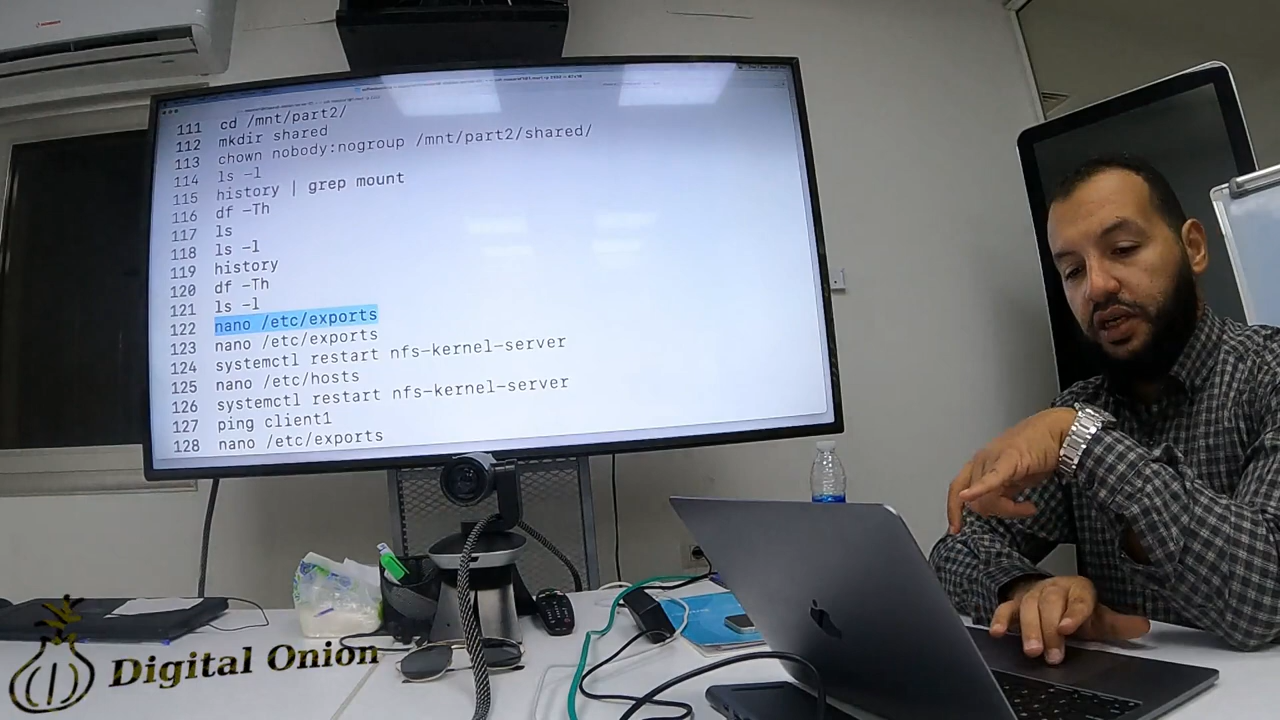 111 cd /mnt/part2/
112 mkdir shared
113 chown nobody:nogroup /mnt/part2/shared/
114 ls -l
115 history | grep mount
116 df -Th
117 ls
118 ls -l
119 history
120 df -Th
121 ls -l
122 nano /etc/exports
123 nano /etc/exports
124 systemctl restart nfs-kernel-server
125 nano /etc/hosts
126 systemctl restart nfs-kernel-server
127 ping client1
128 nano /etc/exports
Digital Onion